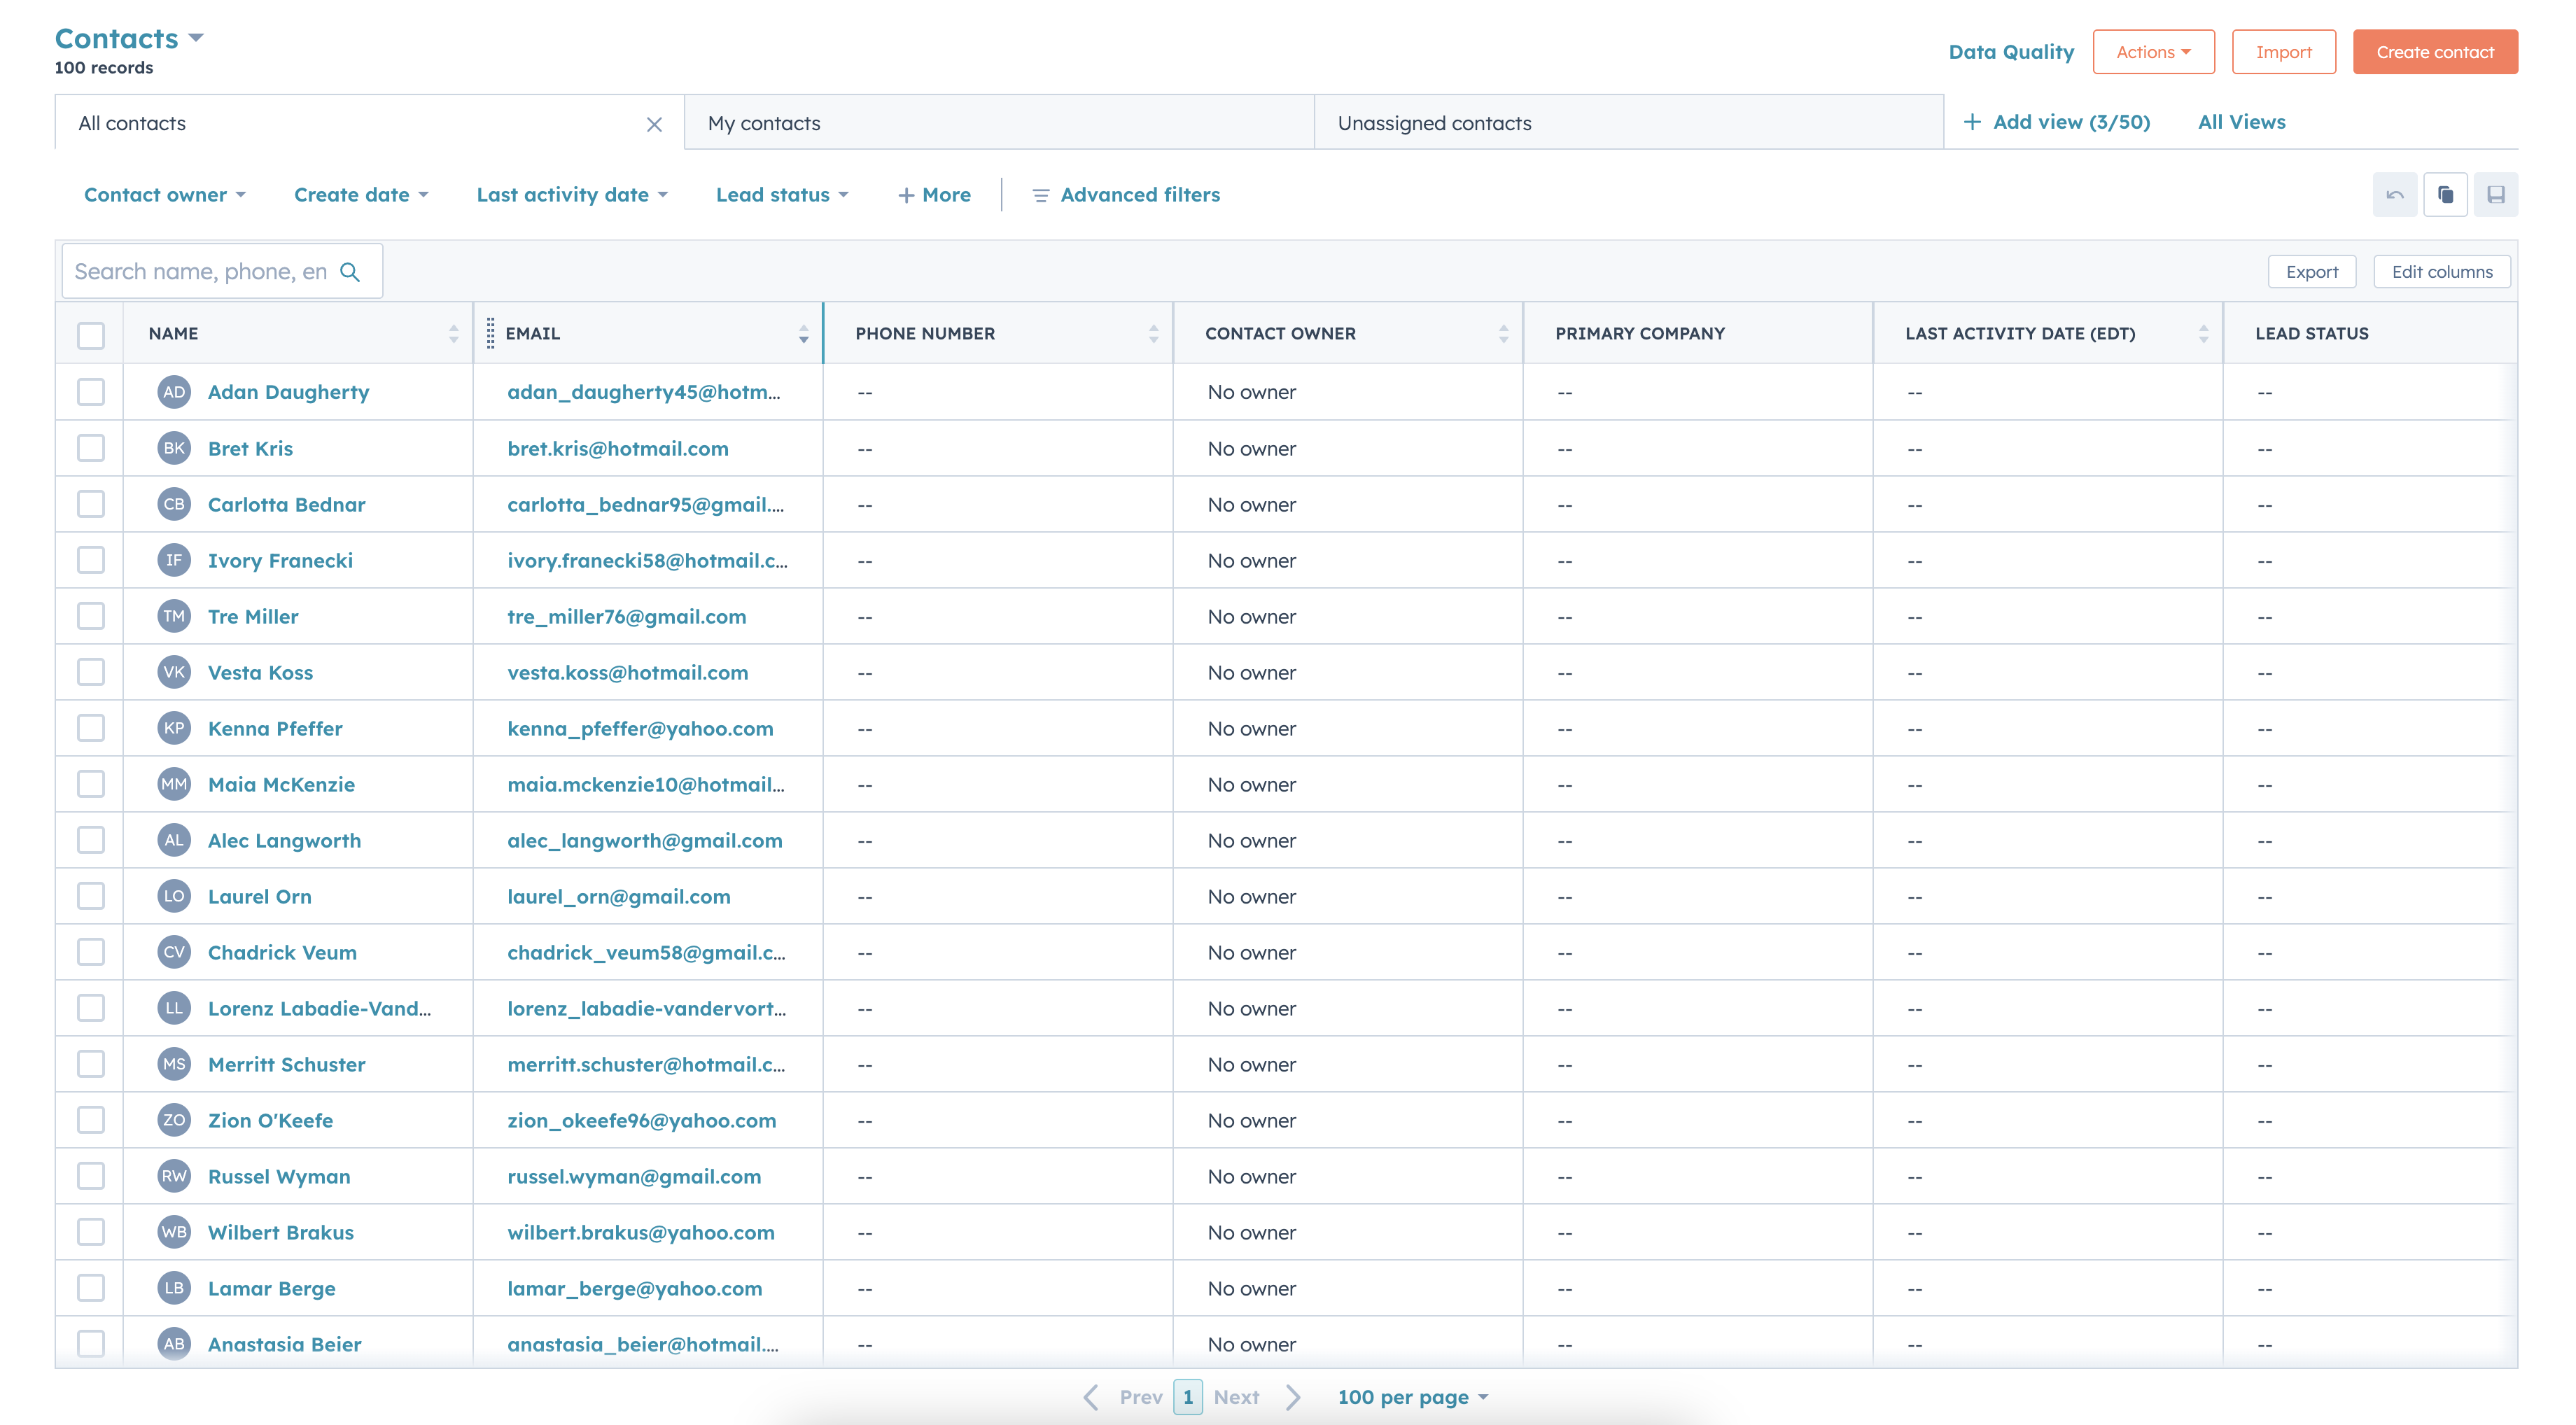 Contacts
100 records
Data Quality Actions Import Create contact
All contacts My contacts Unassigned contacts + Add view (3/50) All Views
Contact owner Create date Last activity date Lead status + More Advanced filters
Search name, phone, en Export Edit columns
NAME EMAIL PHONE NUMBER CONTACT OWNER PRIMARY COMPANY LAST ACTIVITY DATE (EDT) LEAD STATUS
AD Adan Daugherty adan_daugherty45@hotm... -- No owner -- -- --
BK Bret Kris bret.kris@hotmail.com -- No owner -- -- --
CB Carlotta Bednar carlotta_bednar95@gmail.... -- No owner -- -- --
IF Ivory Franecki ivory.franecki58@hotmail.c... -- No owner -- -- --
TM Tre Miller tre_miller76@gmail.com -- No owner -- -- --
VK Vesta Koss vesta.koss@hotmail.com -- No owner -- -- --
KP Kenna Pfeffer kenna_pfeffer@yahoo.com -- No owner -- -- --
MM Maia McKenzie maia.mckenzie10@hotmail... -- No owner -- -- --
AL Alec Langworth alec_langworth@gmail.com -- No owner -- -- --
LO Laurel Orn laurel_orn@gmail.com -- No owner -- -- --
CV Chadrick Veum chadrick_veum58@gmail.c... -- No owner -- -- --
LL Lorenz Labadie-Vand... lorenz_labadie-vandervort... -- No owner -- -- --
MS Merritt Schuster merritt.schuster@hotmail.c... -- No owner -- -- --
ZO Zion O'Keefe zion_okeefe96@yahoo.com -- No owner -- -- --
RW Russel Wyman russel.wyman@gmail.com -- No owner -- -- --
WB Wilbert Brakus wilbert.brakus@yahoo.com -- No owner -- -- --
LB Lamar Berge lamar_berge@yahoo.com -- No owner -- -- --
AB Anastasia Beier anastasia_beier@hotmail.... -- No owner -- -- --
Prev 1 Next 100 per page